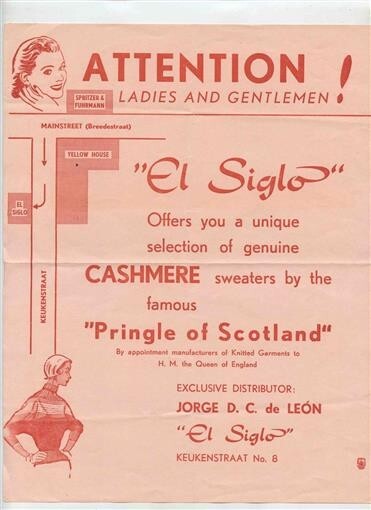 ATTENTION!
LADIES AND GENTLEMEN
SPRITZER &
FUHRMANN
MAINSTREET (Breedestraat)
YELLOW HOUSE
EL
SIGLO
KEUKENSTRAAT
"El Siglo"
Offers you a unique
selection of genuine
CASHMERE sweaters by the
famous
"Pringle of Scotland"
By appointment manufacturers of Knitted Garments to
H. M. the Queen of England
EXCLUSIVE DISTRIBUTOR:
JORGE D. C. de LEÓN
"El Siglo"
KEUKENSTRAAT No. 8